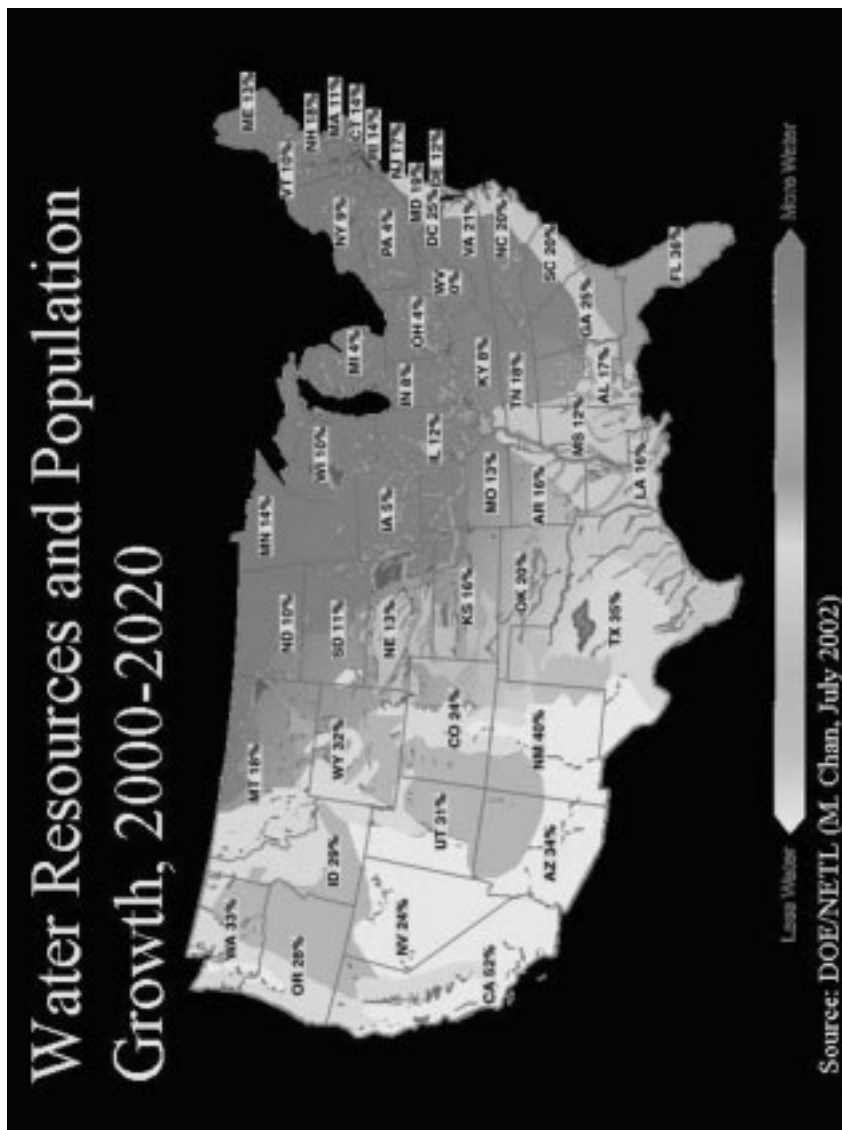 Water Resources and Population
Growth, 2000-2020
WA 33%
MT 18%
ND 10%
MN 14%
ME 13%
VT 10%
NH 18%
MA 11%
CT 14%
RI 14%
NJ 17%
DE 12%
MD 19%
DC 25%
OR 28%
ID 29%
WY 32%
SD 11%
WI 10%
MI 4%
NY 9%
PA 4%
NV 24%
UT 31%
CO 24%
NE 13%
IA 5%
IL 12%
IN 8%
OH 4%
WV
0%
VA 21%
CA 52%
AZ 34%
NM 40%
KS 16%
MO 13%
KY 8%
NC 20%
TN 18%
OK 20%
AR 16%
SC 20%
TX 35%
LA 16%
MS 12%
AL 17%
GA 25%
FL 36%
Less Water
More Water
Source: DOE/NETL (M. Chan, July 2002)